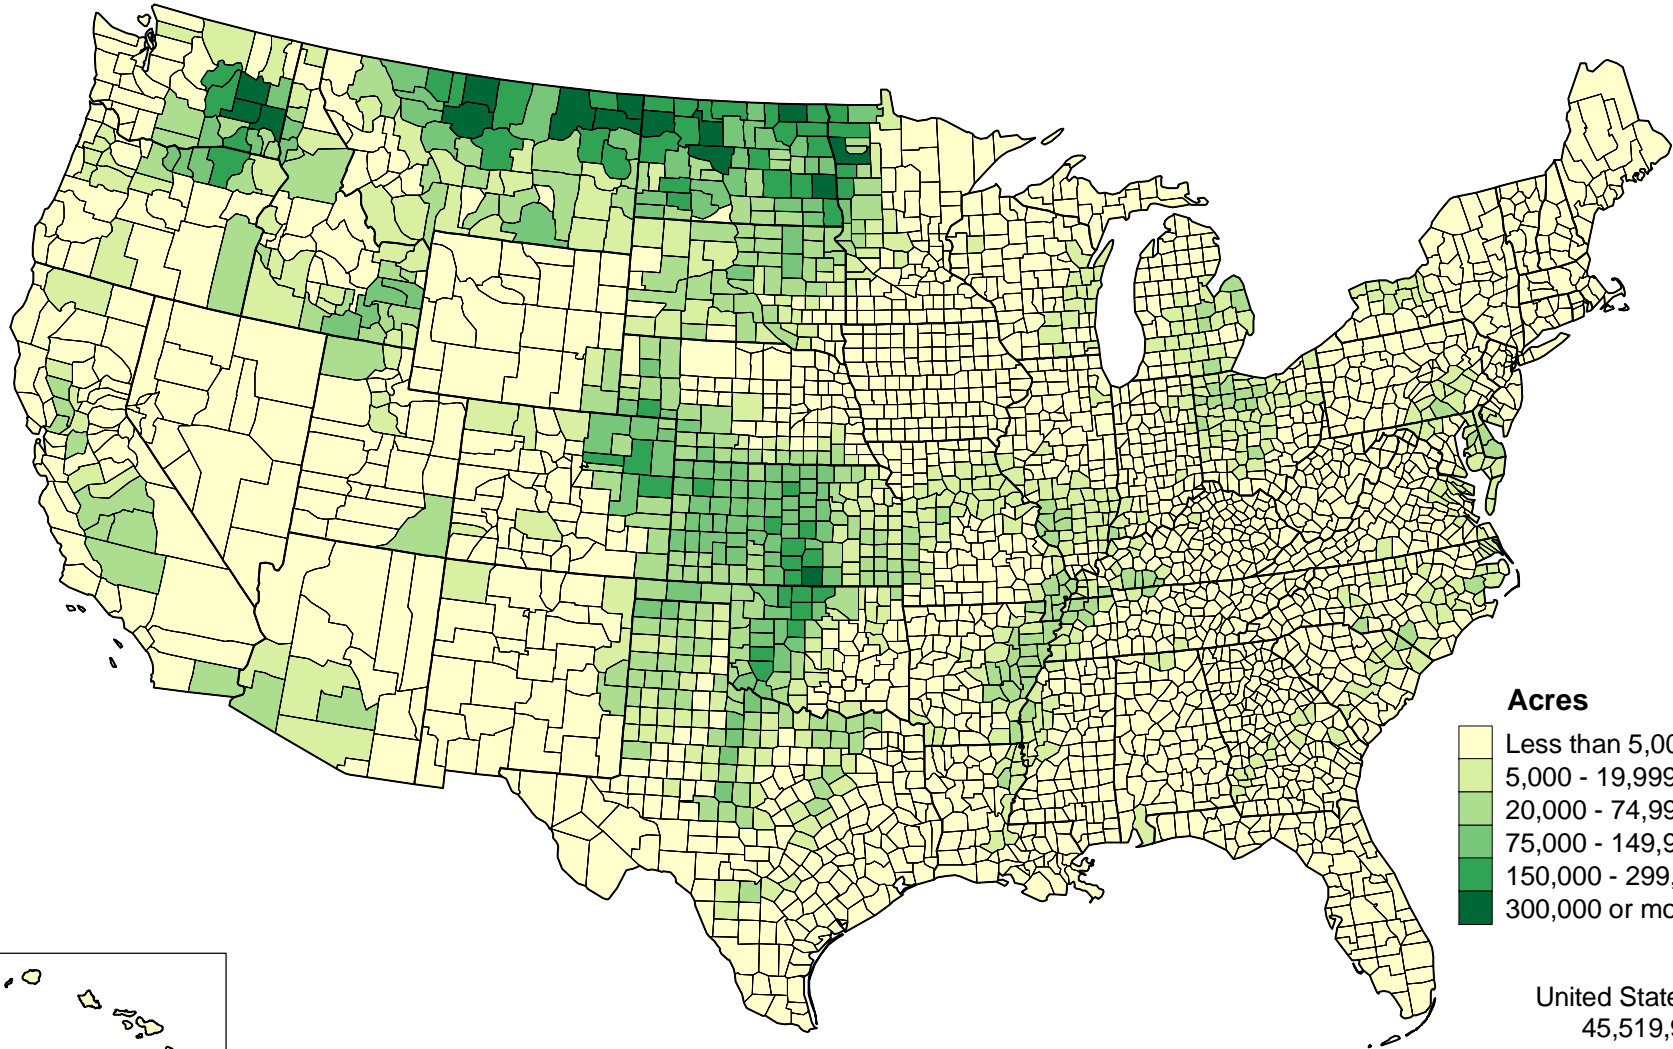 Acres
Less than 5,00
5,000 - 19,999
20,000 - 74,99
75,000 - 149,9
150,000 - 299,
300,000 or mo
United State
45,519,9